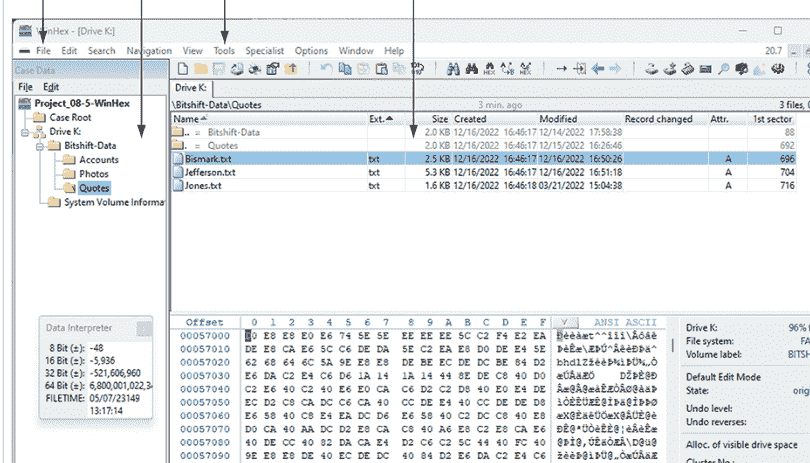 WinHex - [Drive K:]
File Edit Search Navigation View Tools Specialist Options Window Help 20.7
Case Data
File Edit
Project_08-5-WinHex
Case Root
Drive K:
Bitshift-Data
Accounts
Photos
Quotes
System Volume Informa
Drive K:
\Bitshift-Data\Quotes 3 min. ago 3 files,
Name Ext. Size Created Modified Record changed Attr. 1st sector
.. = Bitshift-Data 2.0 KB 12/16/2022 16:46:17 12/14/2022 17:58:38 88
. = Quotes 2.0 KB 12/16/2022 16:46:17 12/15/2022 16:26:46 692
Bismark.txt txt 2.5 KB 12/16/2022 16:46:17 12/16/2022 16:50:26 A 696
Jefferson.txt txt 5.3 KB 12/16/2022 16:46:17 12/16/2022 16:51:18 A 704
Jones.txt txt 1.6 KB 12/16/2022 16:46:18 03/21/2022 15:04:38 A 716
Data Interpreter
8 Bit (±): -48
16 Bit (±): -5,936
32 Bit (±): -521,606,960
64 Bit (±): 6,800,001,022,34
FILETIME: 05/07/23149
13:17:14
Offset 0 1 2 3 4 5 6 7 8 9 A B C D E F ANSI ASCII
00057000 D0 E8 E8 E0 E6 74 5E 5E EE EE EE 5C C2 F4 E2 EA
00057010 DE E8 CA E6 5C C6 DE DA 5E C2 EA E8 D0 DE E4 5E
00057020 62 68 64 6C 5A 9E E8 E8 DE BE EC DE DC BE 84 D2
00057030 E6 DA C2 E4 C6 D6 1A 14 1A 14 44 8E DE C8 40 D0
00057040 C2 E6 40 C2 40 E6 E0 CA C6 D2 C2 D8 40 E0 E4 DE
00057050 EC D2 C8 CA DC C6 CA 40 CC DE E4 40 CC DE DE D8
00057060 E6 58 40 C8 E4 EA DC D6 E6 58 40 C2 DC C8 40 E8
00057070 D0 CA 40 AA DC D2 E8 CA C8 40 A6 E8 C2 E8 CA E6
00057080 40 DE CC 40 82 DA CA E4 D2 C6 C2 5C 44 40 FC 40
00057090 9E E8 E8 DE 40 EC DE DC 40 84 D2 E6 DA C2 E4 C6
Drive K: 96%
File system: FA
Volume label: BITSH
Default Edit Mode
State: orig
Undo level:
Undo reverses:
Alloc. of visible drive space